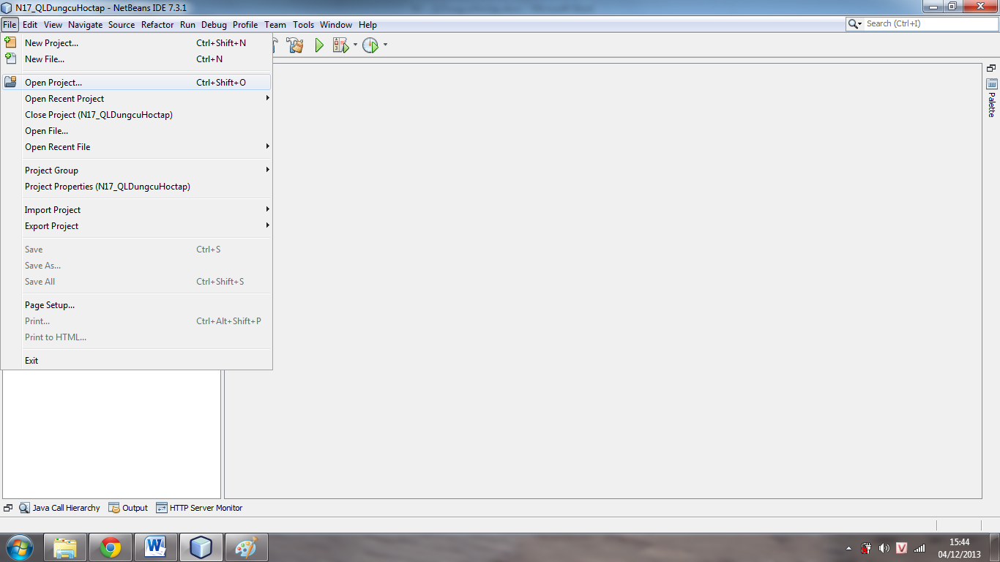 N17_QLDungcuHoctap - NetBeans IDE 7.3.1
File Edit View Navigate Source Refactor Run Debug Profile Team Tools Window Help
Search (Ctrl+I)
New Project... Ctrl+Shift+N
New File... Ctrl+N
Open Project... Ctrl+Shift+O
Open Recent Project
Close Project (N17_QLDungcuHoctap)
Open File...
Open Recent File
Project Group
Project Properties (N17_QLDungcuHoctap)
Import Project
Export Project
Save Ctrl+S
Save As...
Save All Ctrl+Shift+S
Page Setup...
Print... Ctrl+Alt+Shift+P
Print to HTML...
Exit
Palette
Java Call Hierarchy Output HTTP Server Monitor
15:44
04/12/2013